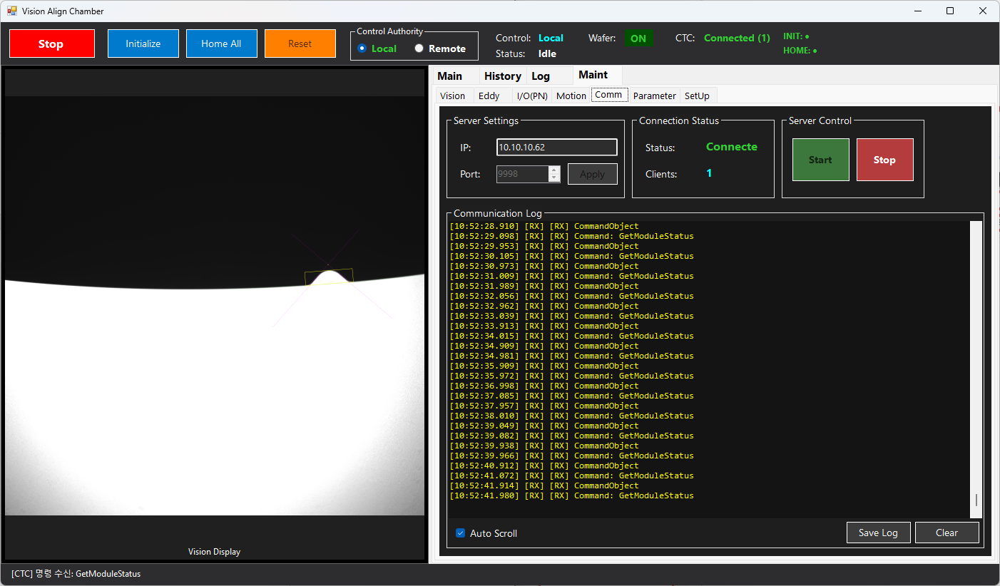 Vision Align Chamber
Stop
Initialize
Home All
Reset
Control Authority
Local
Remote
Control: Local
Status: Idle
Wafer: ON
CTC: Connected (1)
INIT: ●
HOME: ●
Main
History
Log
Maint
Vision
Eddy
I/O(PN)
Motion
Comm
Parameter
SetUp
Server Settings
IP: 10.10.10.62
Port: 9998
Apply
Connection Status
Status: Connecte
Clients: 1
Server Control
Start
Stop
Communication Log
[10:52:28.910] [RX] [RX] CommandObject
[10:52:29.098] [RX] [RX] Command: GetModuleStatus
[10:52:29.953] [RX] [RX] CommandObject
[10:52:30.105] [RX] [RX] Command: GetModuleStatus
[10:52:30.973] [RX] [RX] CommandObject
[10:52:31.009] [RX] [RX] Command: GetModuleStatus
[10:52:31.989] [RX] [RX] CommandObject
[10:52:32.056] [RX] [RX] Command: GetModuleStatus
[10:52:32.962] [RX] [RX] CommandObject
[10:52:33.039] [RX] [RX] Command: GetModuleStatus
[10:52:33.913] [RX] [RX] CommandObject
[10:52:34.015] [RX] [RX] Command: GetModuleStatus
[10:52:34.909] [RX] [RX] CommandObject
[10:52:34.981] [RX] [RX] Command: GetModuleStatus
[10:52:35.909] [RX] [RX] CommandObject
[10:52:35.972] [RX] [RX] Command: GetModuleStatus
[10:52:36.998] [RX] [RX] CommandObject
[10:52:37.085] [RX] [RX] Command: GetModuleStatus
[10:52:37.957] [RX] [RX] CommandObject
[10:52:38.010] [RX] [RX] Command: GetModuleStatus
[10:52:39.049] [RX] [RX] CommandObject
[10:52:39.082] [RX] [RX] Command: GetModuleStatus
[10:52:39.938] [RX] [RX] CommandObject
[10:52:39.966] [RX] [RX] Command: GetModuleStatus
[10:52:40.912] [RX] [RX] CommandObject
[10:52:41.072] [RX] [RX] Command: GetModuleStatus
[10:52:41.914] [RX] [RX] CommandObject
[10:52:41.980] [RX] [RX] Command: GetModuleStatus
Auto Scroll
Save Log
Clear
Vision Display
[CTC] 명령 수신: GetModuleStatus